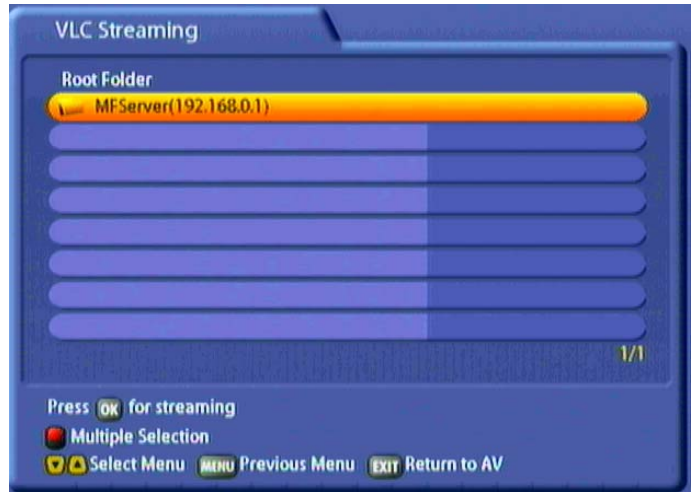 VLC Streaming
Root Folder
MFServer(192.168.0.1)
1/1
Press OK for streaming
Multiple Selection
Select Menu MENU Previous Menu EXIT Return to AV